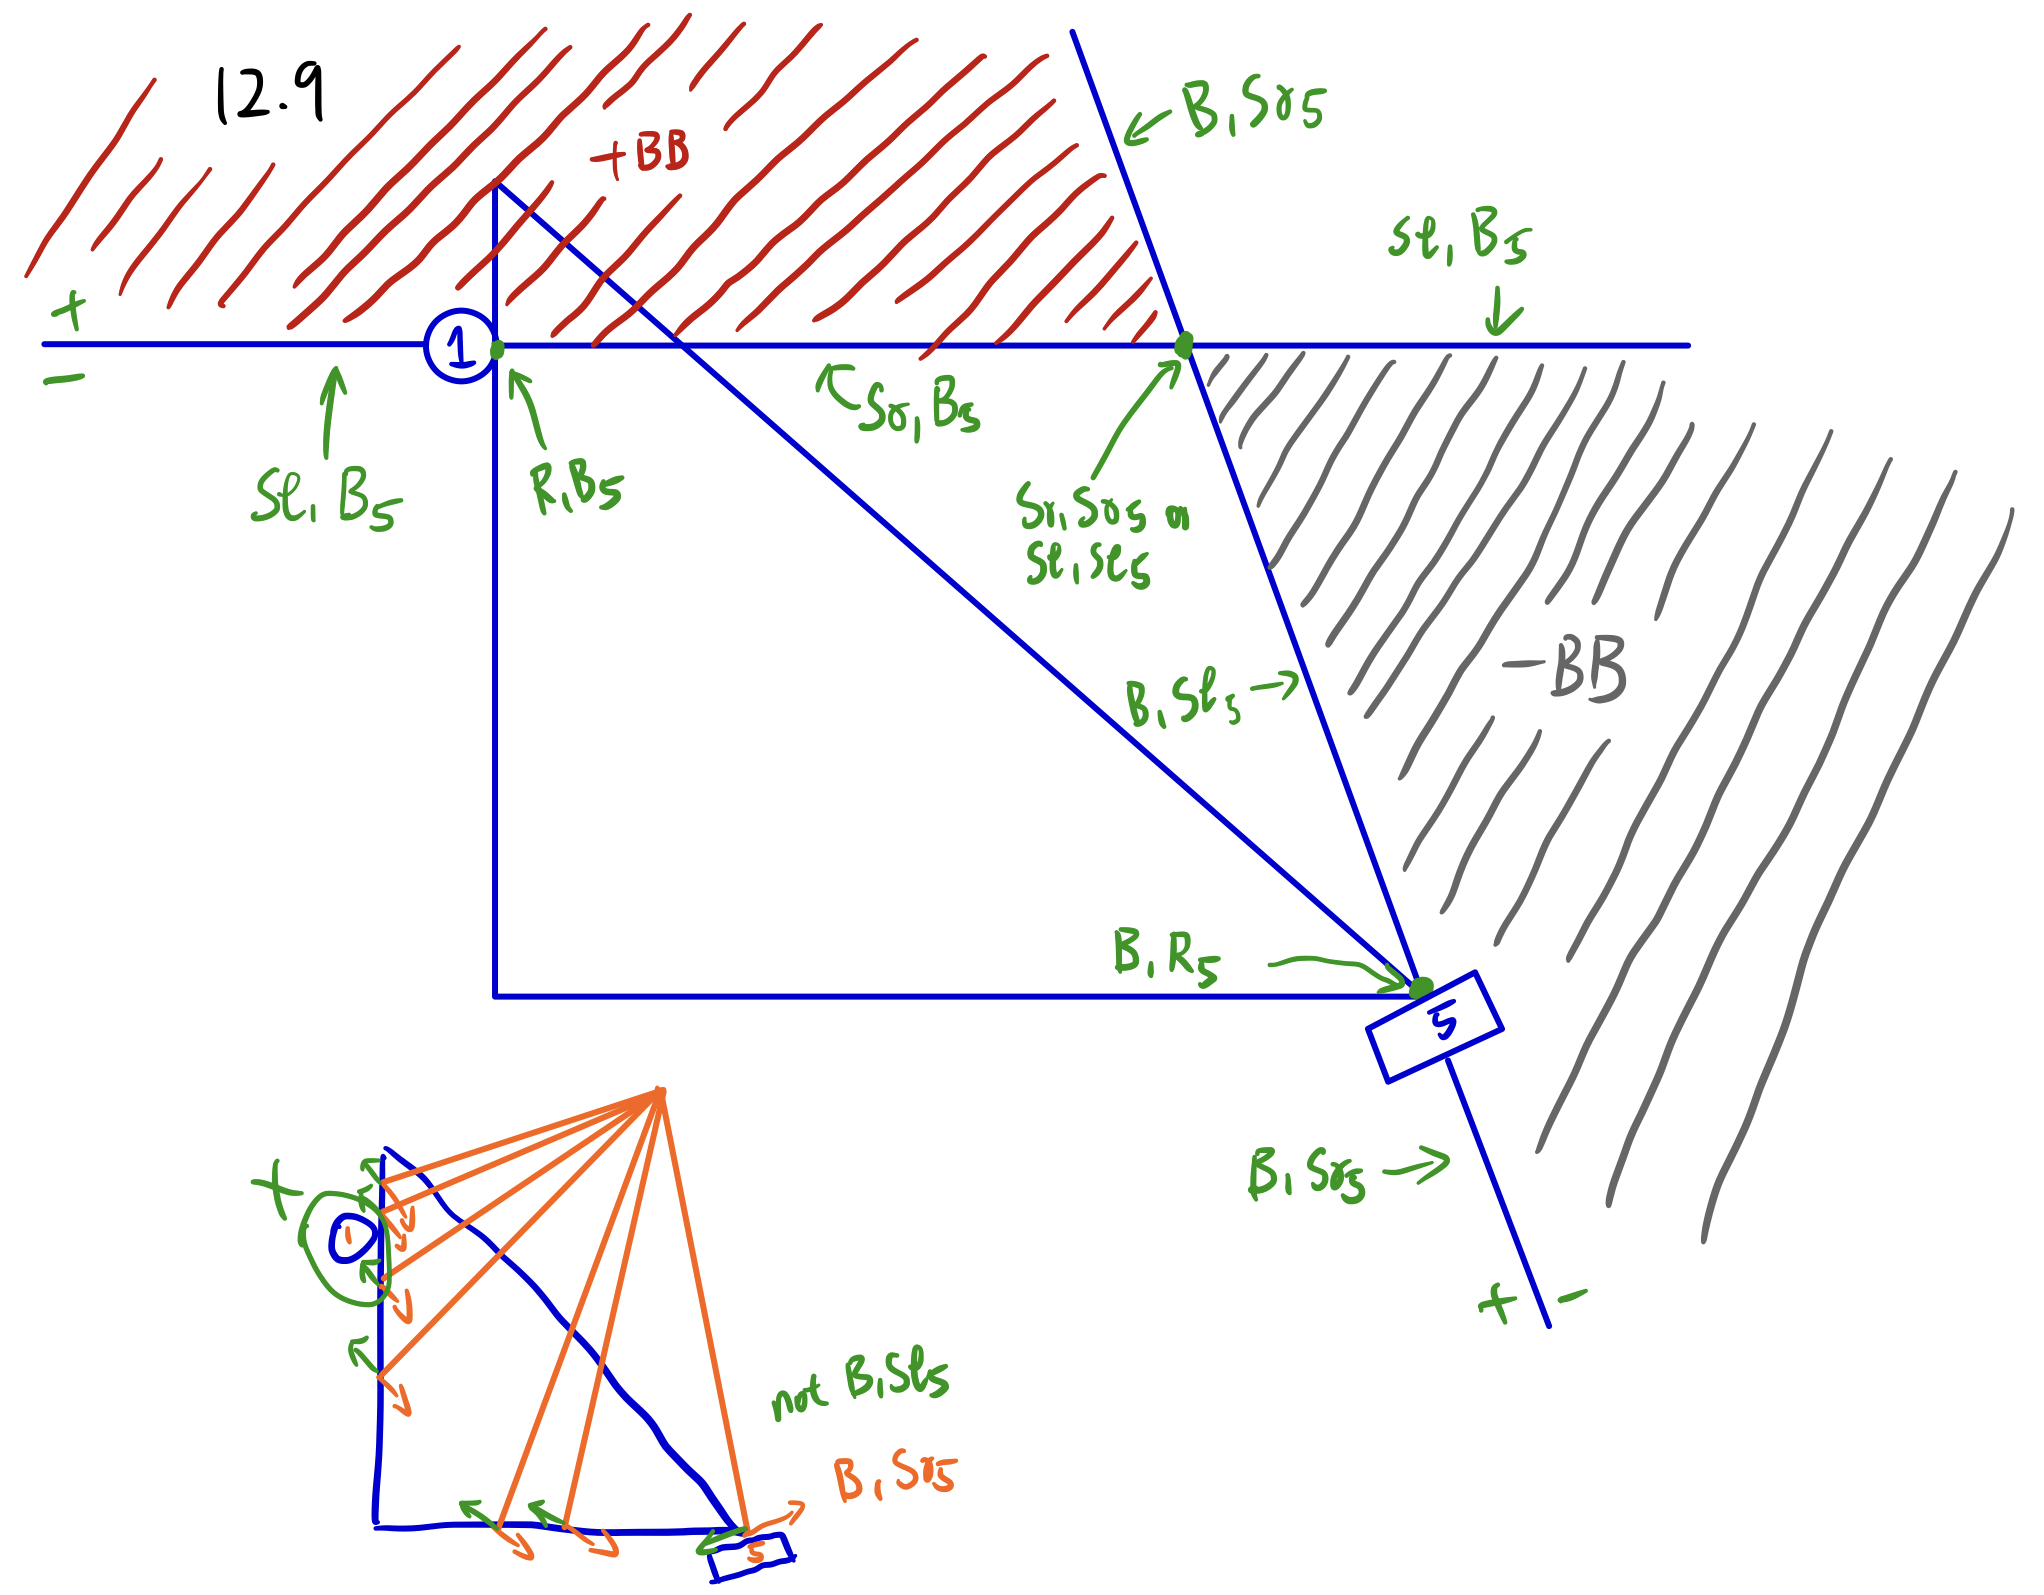 12.9
B, Sr5
+BB
Sl, B5
+
1
−
Sr, B5
Sl, B5
R, B5
Sr, Sr5 or
Sl, Sl5
−BB
B, Sl5
B, R5
5
B, Sr5
+
1
+ -
not B, Sl5
B, Sr5
5